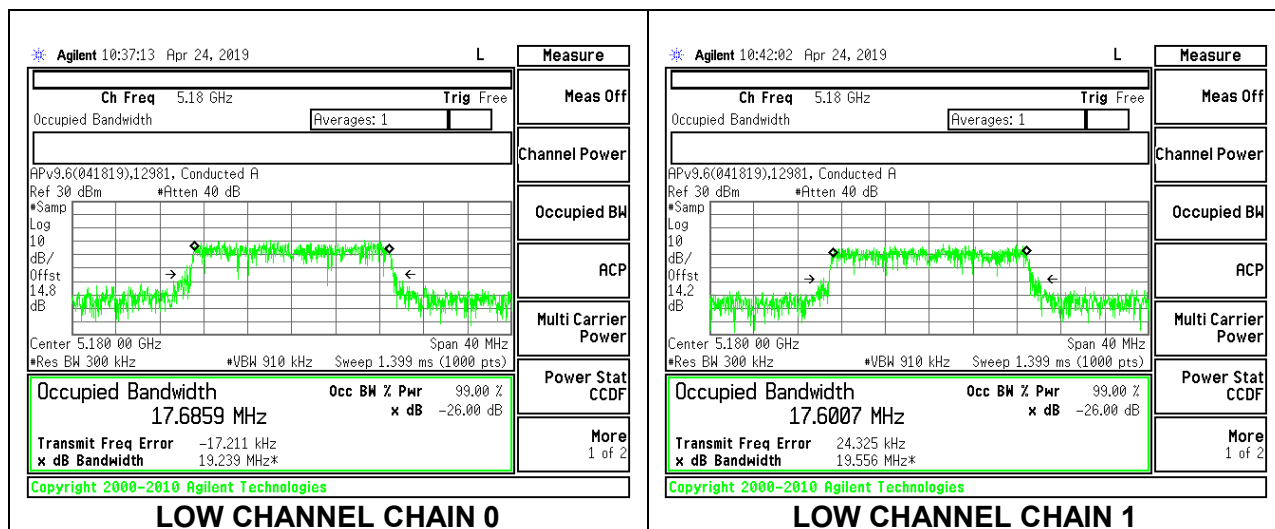 Agilent 10:37:13 Apr 24, 2019 L
Measure
Ch Freq 5.18 GHz Trig Free
Occupied Bandwidth Averages: 1
APv9.6(041819),12981, Conducted A
Ref 30 dBm #Atten 40 dB
#Samp
Log
10
dB/
Offst
14.8
dB
Center 5.180 00 GHz Span 40 MHz
#Res BW 300 kHz #VBW 910 kHz Sweep 1.399 ms (1000 pts)
Occupied Bandwidth Occ BW % Pwr 99.00 %
17.6859 MHz x dB -26.00 dB
Transmit Freq Error -17.211 kHz
x dB Bandwidth 19.239 MHz*
Copyright 2000-2010 Agilent Technologies
Meas Off
Channel Power
Occupied BW
ACP
Multi Carrier
Power
Power Stat
CCDF
More
1 of 2
LOW CHANNEL CHAIN 0
Agilent 10:42:02 Apr 24, 2019 L
Measure
Ch Freq 5.18 GHz Trig Free
Occupied Bandwidth Averages: 1
APv9.6(041819),12981, Conducted A
Ref 30 dBm #Atten 40 dB
#Samp
Log
10
dB/
Offst
14.2
dB
Center 5.180 00 GHz Span 40 MHz
#Res BW 300 kHz #VBW 910 kHz Sweep 1.399 ms (1000 pts)
Occupied Bandwidth Occ BW % Pwr 99.00 %
17.6007 MHz x dB -26.00 dB
Transmit Freq Error 24.325 kHz
x dB Bandwidth 19.556 MHz*
Copyright 2000-2010 Agilent Technologies
Meas Off
Channel Power
Occupied BW
ACP
Multi Carrier
Power
Power Stat
CCDF
More
1 of 2
LOW CHANNEL CHAIN 1